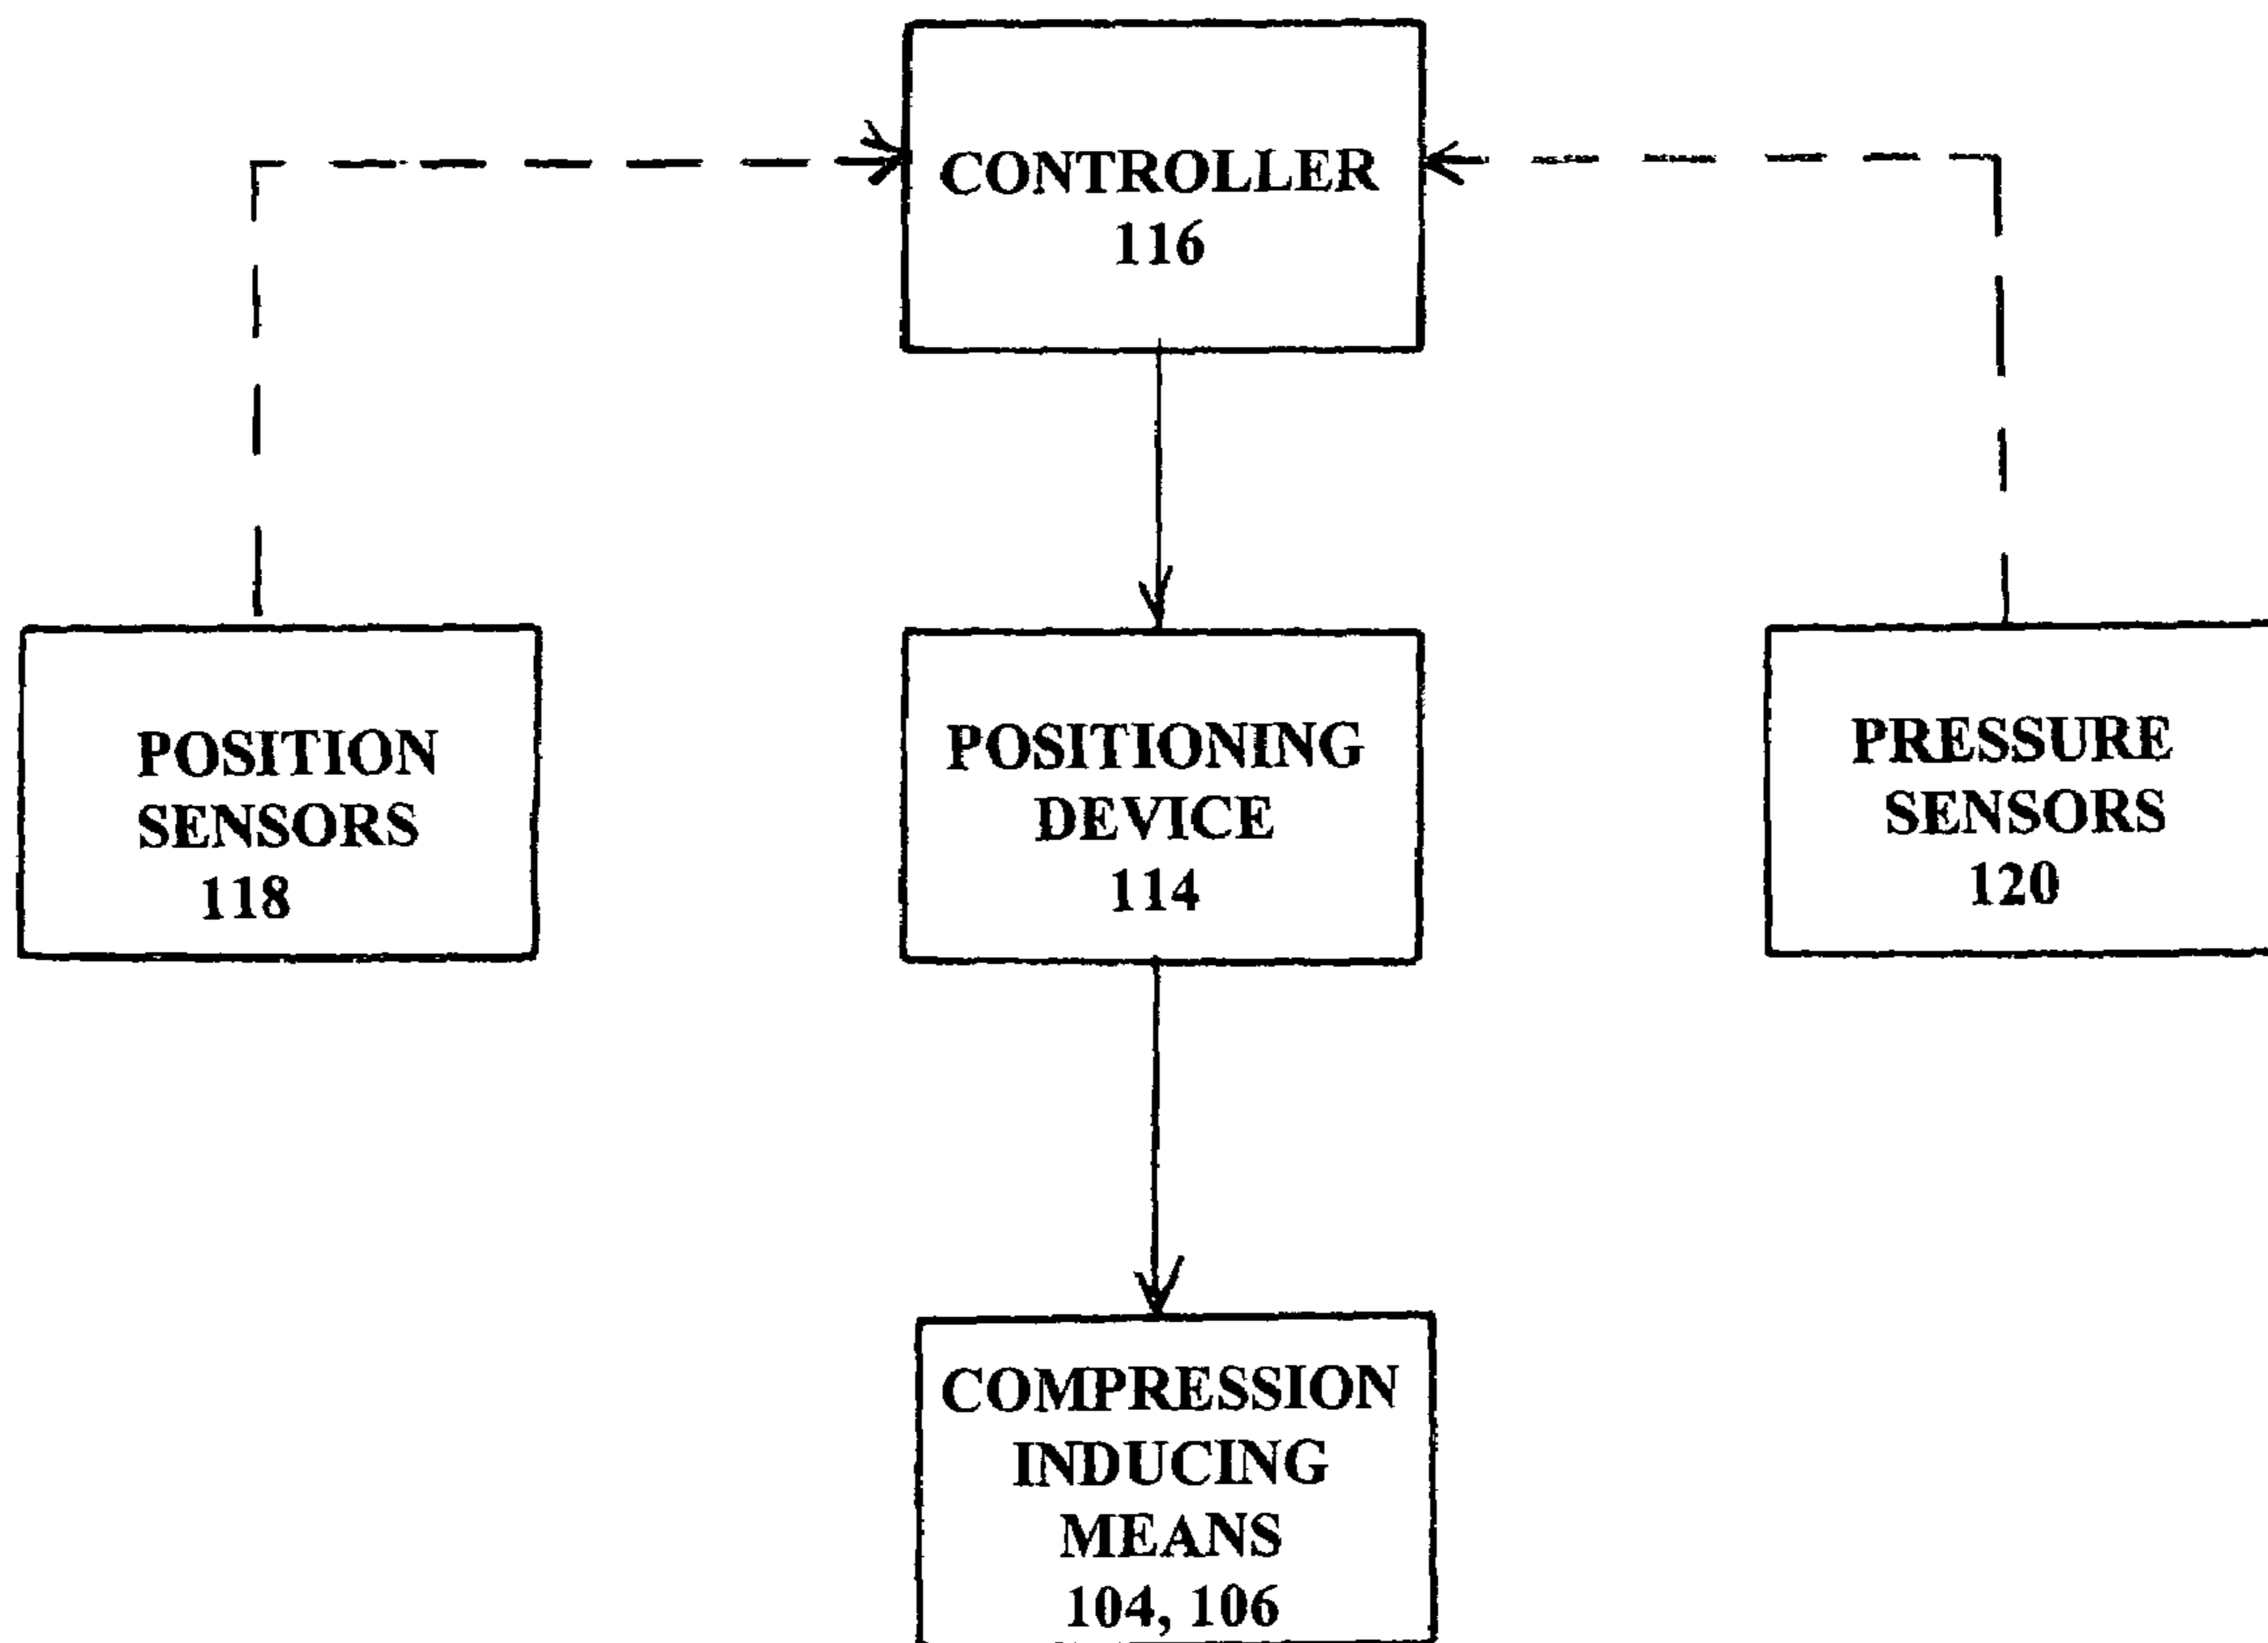 CONTROLLER
116
POSITION
SENSORS
118
POSITIONING
DEVICE
114
PRESSURE
SENSORS
120
COMPRESSION
INDUCING
MEANS
104, 106